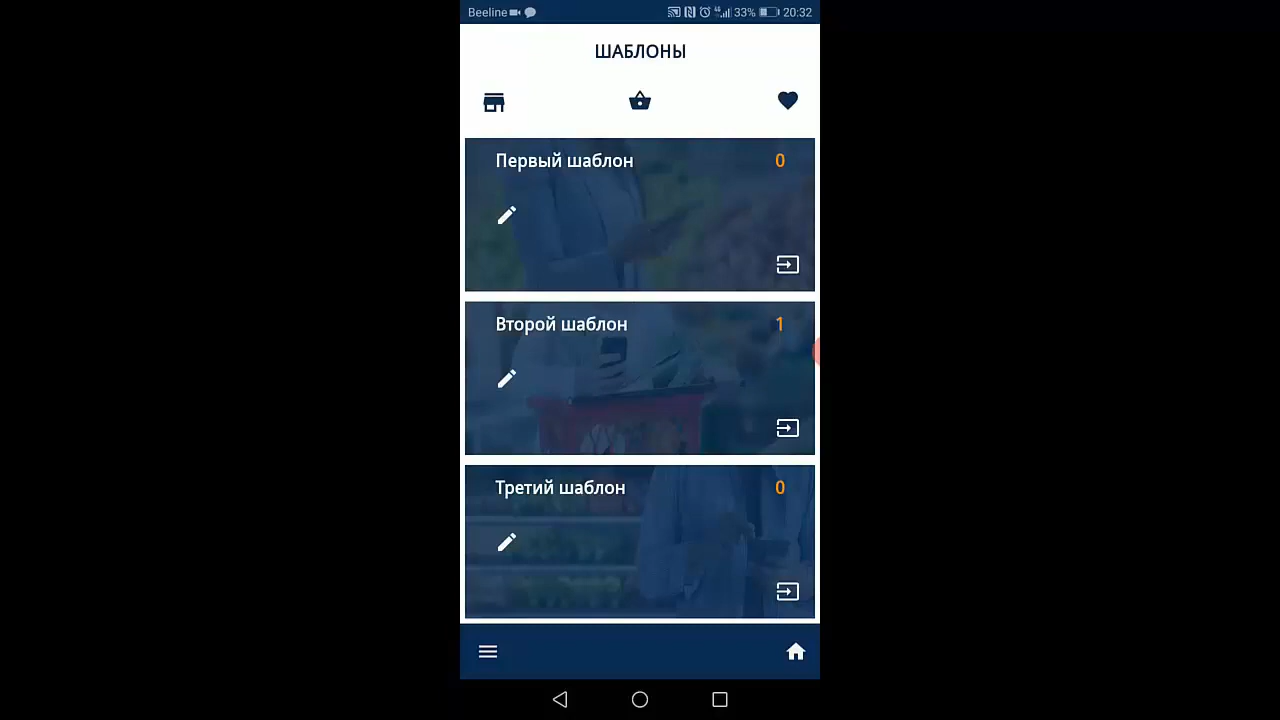 Beeline 33% 20:32
ШАБЛОНЫ
Первый шаблон 0
Второй шаблон 1
Третий шаблон 0